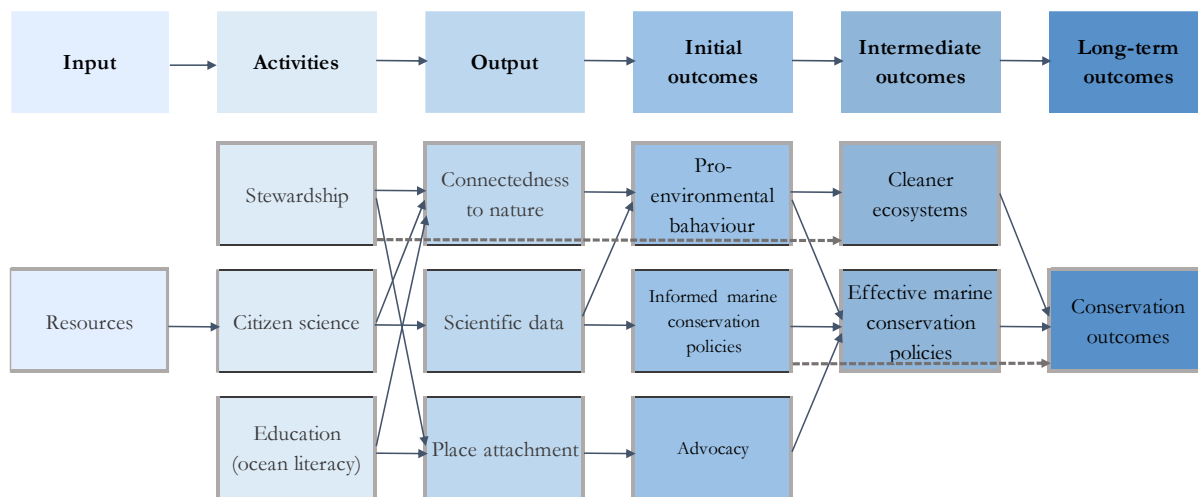 Input
Activities
Output
Initial
outcomes
Intermediate
outcomes
Long-term
outcomes
Stewardship
Connectedness
to nature
Pro-
environmental
bahaviour
Cleaner
ecosystems
Resources
Citizen science
Scientific data
Informed marine
conservation
policies
Effective marine
conservation
policies
Conservation
outcomes
Education
(ocean literacy)
Place attachment
Advocacy